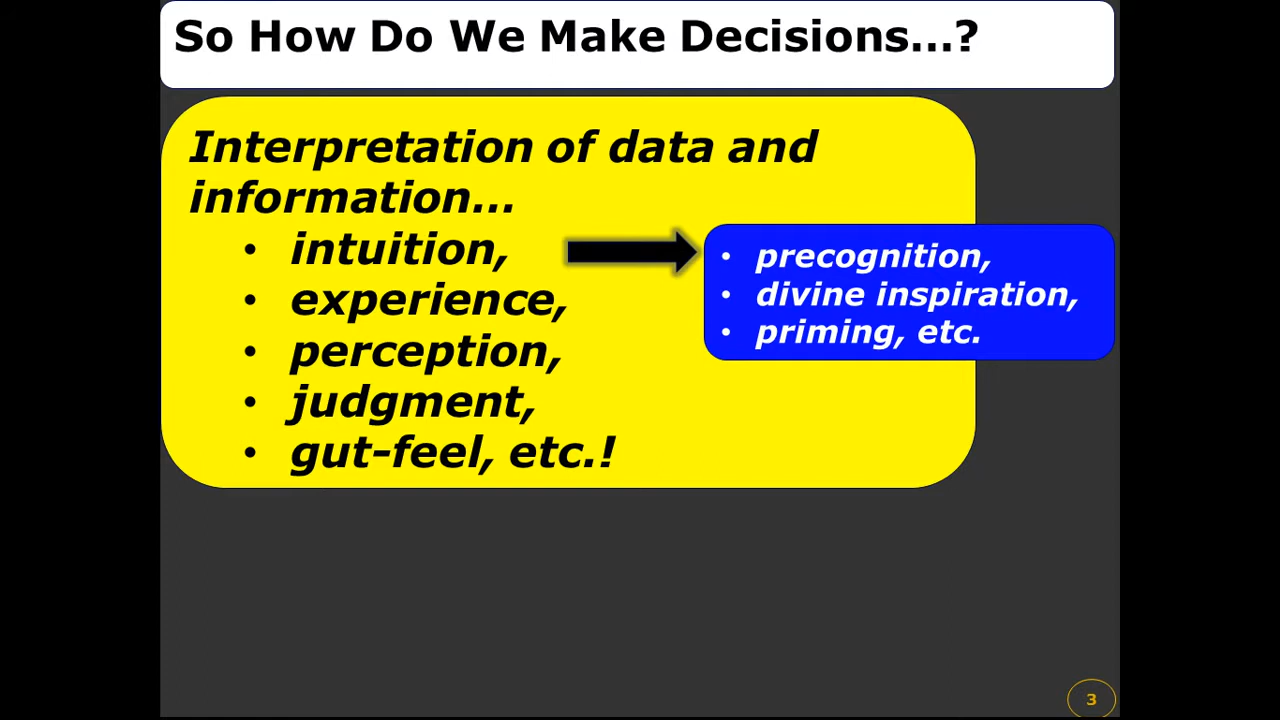 So How Do We Make Decisions...?
Interpretation of data and
information...
• intuition,
• experience,
• perception,
• judgment,
• gut-feel, etc.!
• precognition,
• divine inspiration,
• priming, etc.
3